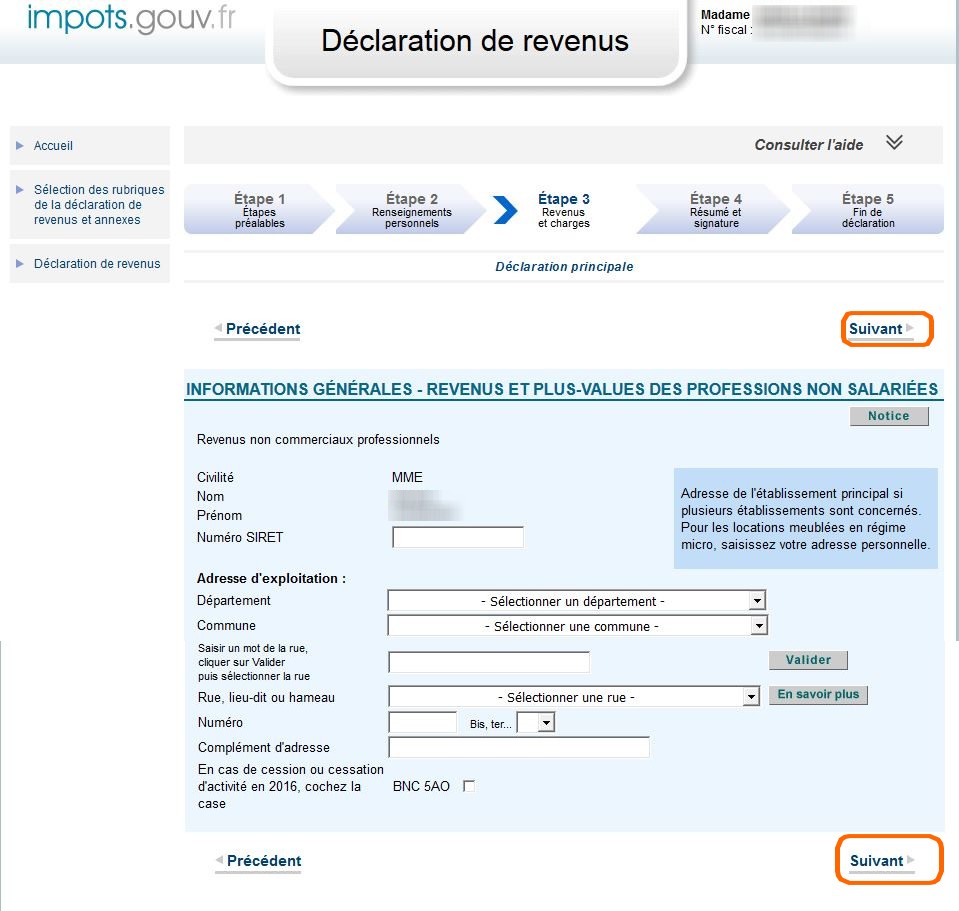 impots.gouv.fr
Déclaration de revenus
Madame
N° fiscal :
Accueil
Sélection des rubriques
de la déclaration de
revenus et annexes
Déclaration de revenus
Consulter l'aide
Étape 1
Étapes
préalables
Étape 2
Renseignements
personnels
Étape 3
Revenus
et charges
Étape 4
Résumé et
signature
Étape 5
Fin de
déclaration
Déclaration principale
Précédent
Suivant
INFORMATIONS GÉNÉRALES - REVENUS ET PLUS-VALUES DES PROFESSIONS NON SALARIÉES
Notice
Revenus non commerciaux professionnels
Civilité MME
Nom
Prénom
Numéro SIRET
Adresse de l'établissement principal si
plusieurs établissements sont concernés.
Pour les locations meublées en régime
micro, saisissez votre adresse personnelle.
Adresse d'exploitation :
Département - Sélectionner un département -
Commune - Sélectionner une commune -
Saisir un mot de la rue,
cliquer sur Valider
puis sélectionner la rue
Valider
Rue, lieu-dit ou hameau - Sélectionner une rue - En savoir plus
Numéro Bis, ter...
Complément d'adresse
En cas de cession ou cessation
d'activité en 2016, cochez la
case
BNC 5AO
Précédent
Suivant